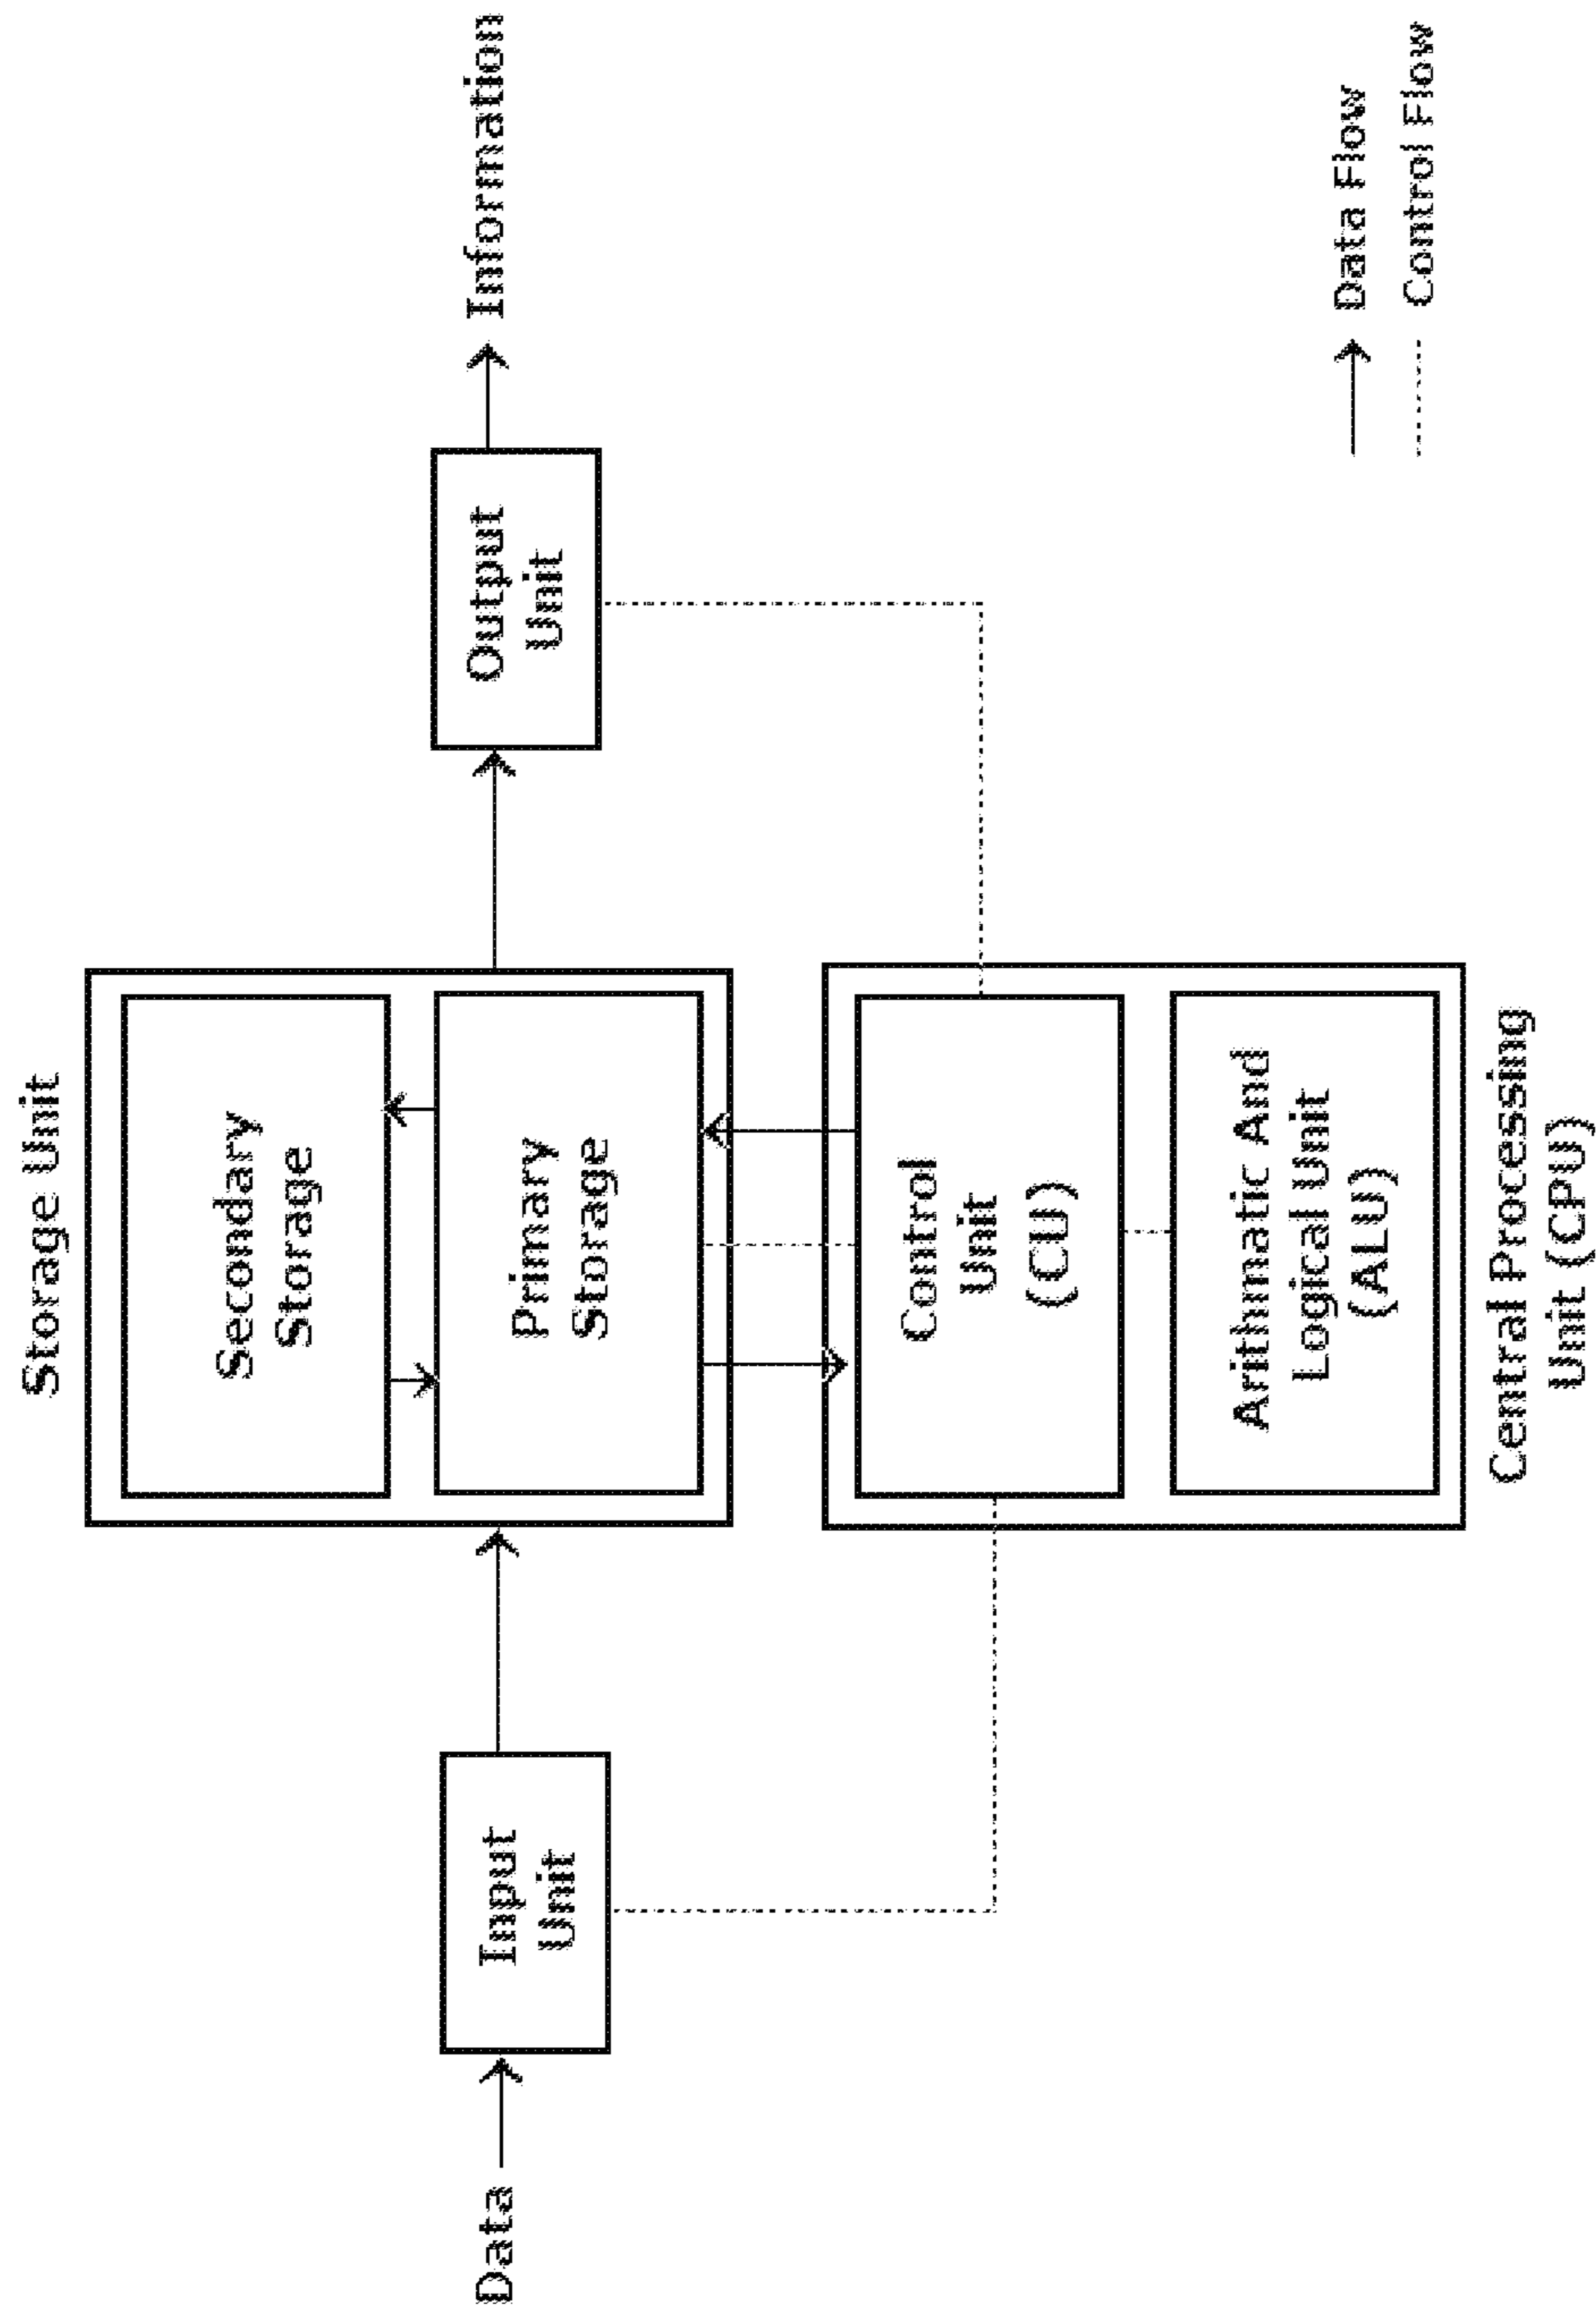 Storage Unit
Secondary
Storage
Primary
Storage
Data
Input
Unit
Output
Unit
Information
Control
Unit
(CU)
Arithmatic And
Logical Unit
(ALU)
Central Processing
Unit (CPU)
Data Flow
Control Flow